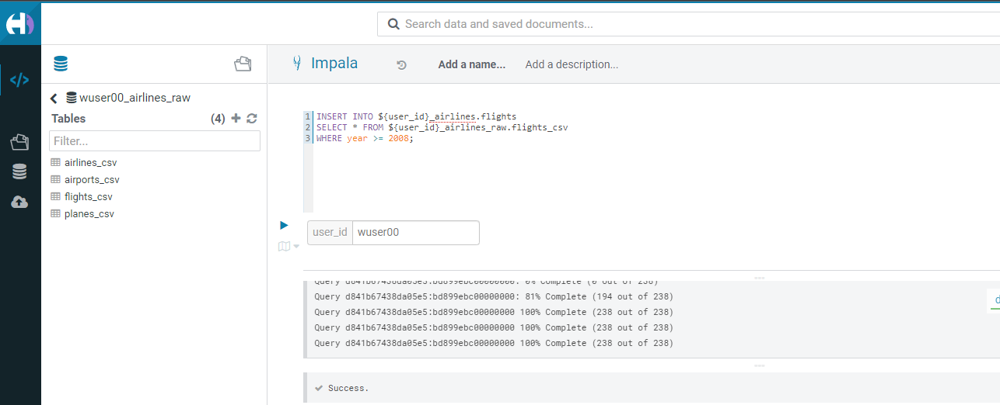 Search data and saved documents...
Impala
Add a name...
Add a description...
wuser00_airlines_raw
Tables
(4)
Filter...
airlines_csv
airports_csv
flights_csv
planes_csv
1 INSERT INTO ${user_id}_airlines.flights
2 SELECT * FROM ${user_id}_airlines_raw.flights_csv
3 WHERE year >= 2008;
user_id wuser00
Query d841b67438da05e5:bd899ebc00000000: 0% Complete (0 out of 238)
Query d841b67438da05e5:bd899ebc00000000: 81% Complete (194 out of 238)
Query d841b67438da05e5:bd899ebc00000000 100% Complete (238 out of 238)
Query d841b67438da05e5:bd899ebc00000000 100% Complete (238 out of 238)
Query d841b67438da05e5:bd899ebc00000000 100% Complete (238 out of 238)
Success.